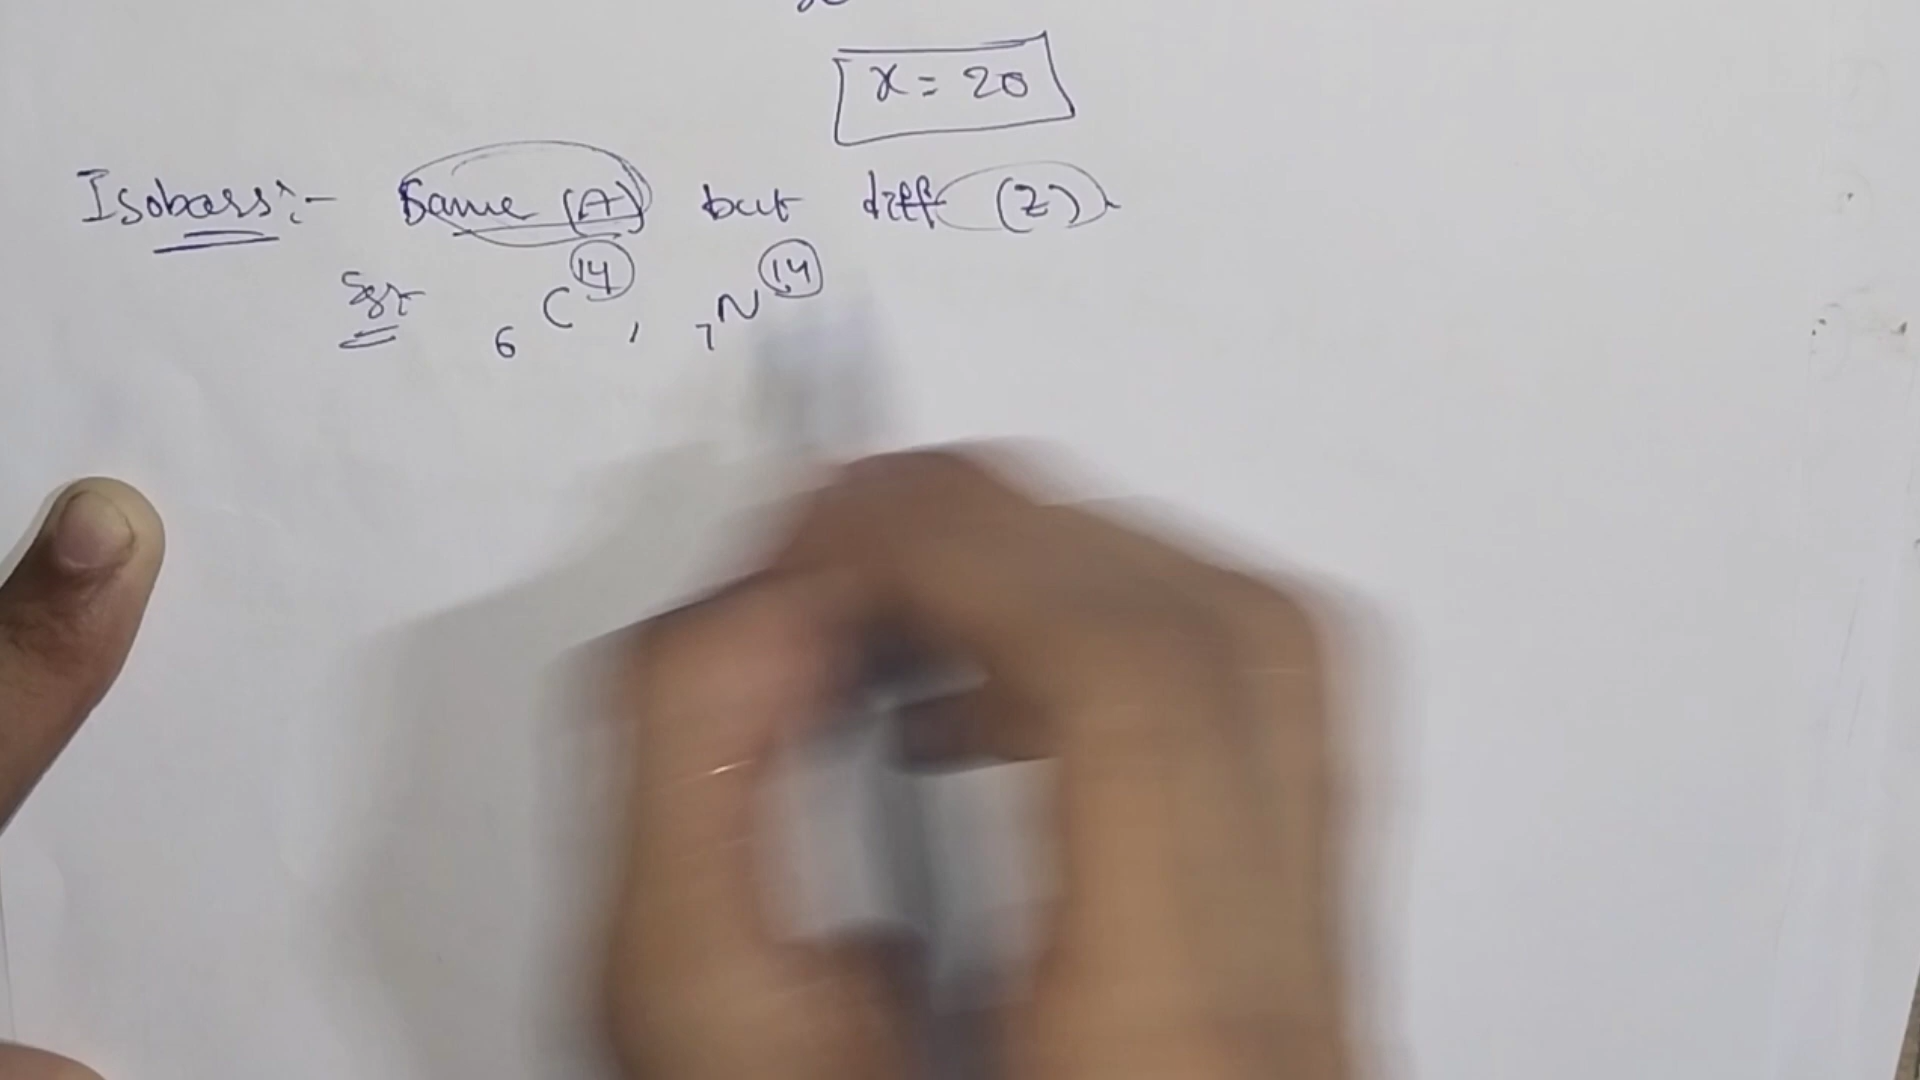 x = 20
Isobars:- Same (A) but diff (Z)
Eg:- ₆C¹⁴, ₇N¹⁴